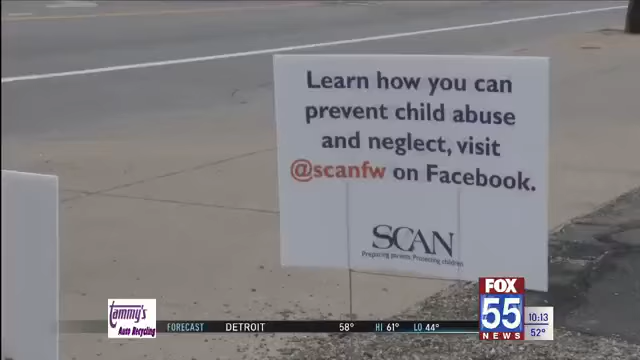 Learn how you can
prevent child abuse
and neglect, visit
@scanfw on Facebook.
SCAN
Preparing parents. Protecting children.
Tammy's
Auto Recycling
FORECAST DETROIT 58° HI 61° LO 44°
FOX
55
NEWS
10:13
52°